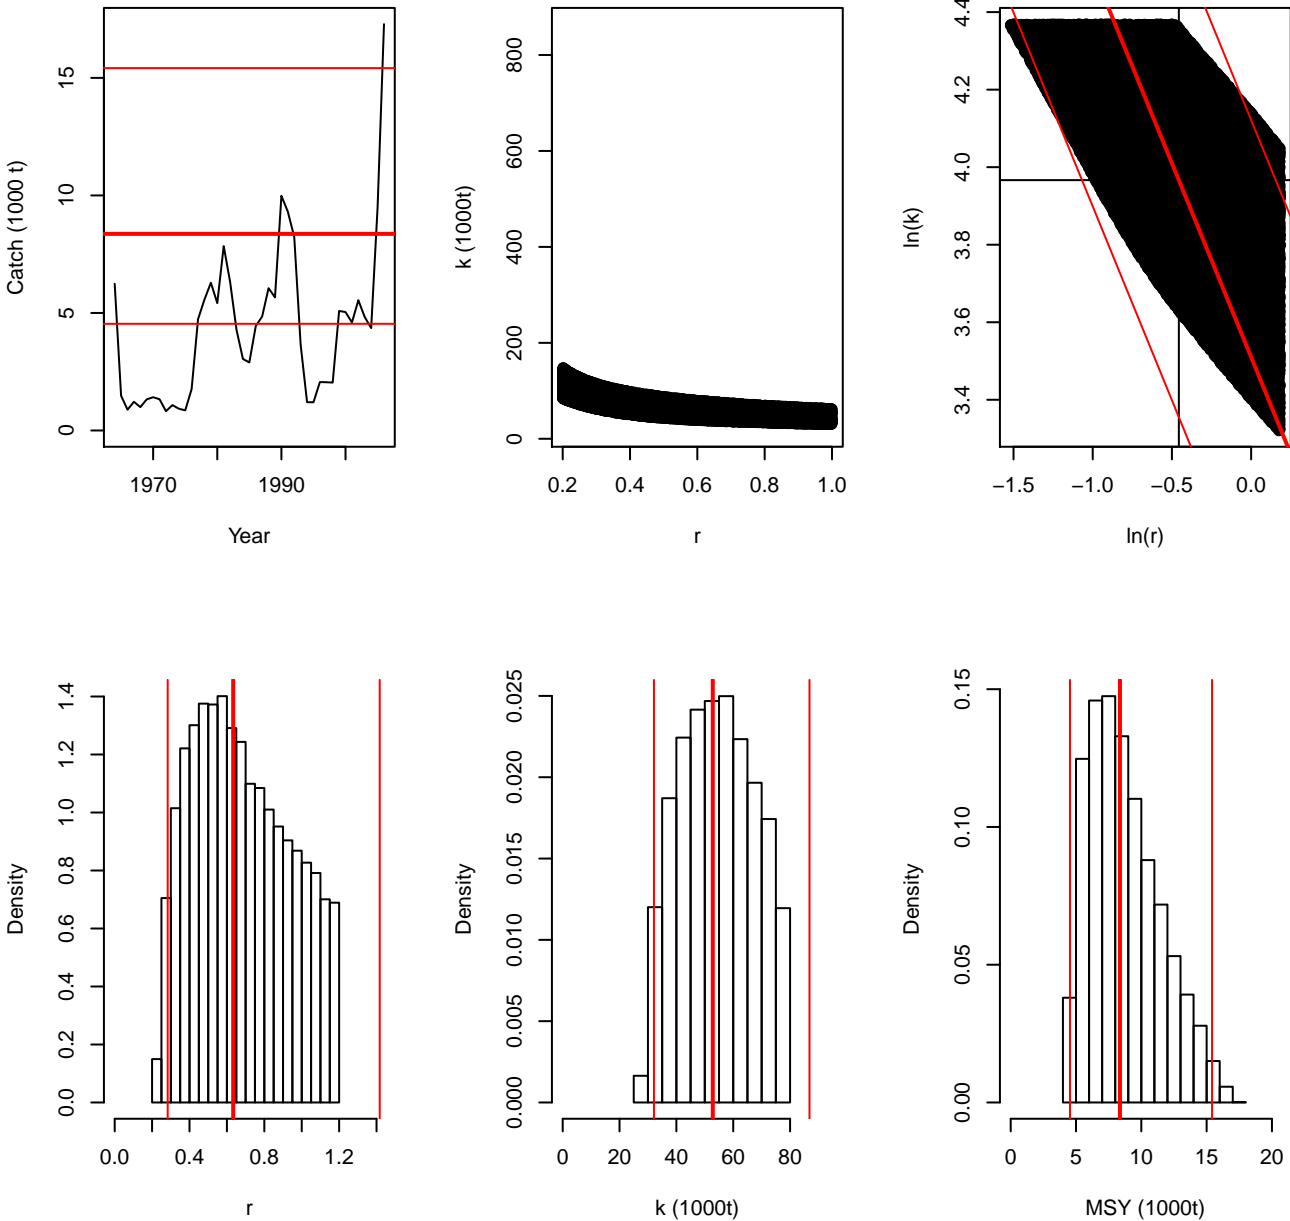 Catch (1000 t)
0 5 10 15
1970 1990
Year
k (1000t)
0 200 400 600 800
0.2 0.4 0.6 0.8 1.0
r
ln(k)
3.4 3.6 3.8 4.0 4.2 4.4
−1.5 −1.0 −0.5 0.0
ln(r)
Density
0.0 0.2 0.4 0.6 0.8 1.0 1.2 1.4
0.0 0.4 0.8 1.2
r
Density
0.000 0.005 0.010 0.015 0.020 0.025
0 20 40 60 80
k (1000t)
Density
0.00 0.05 0.10 0.15
0 5 10 15 20
MSY (1000t)